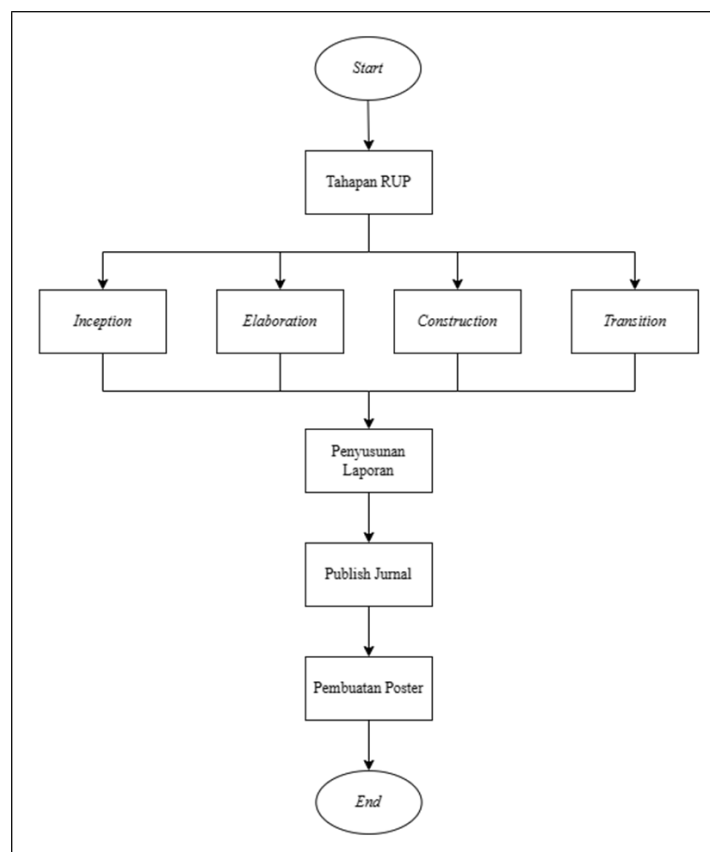 Start
Tahapan RUP
Inception
Elaboration
Construction
Transition
Penyusunan
Laporan
Publish Jurnal
Pembuatan Poster
End